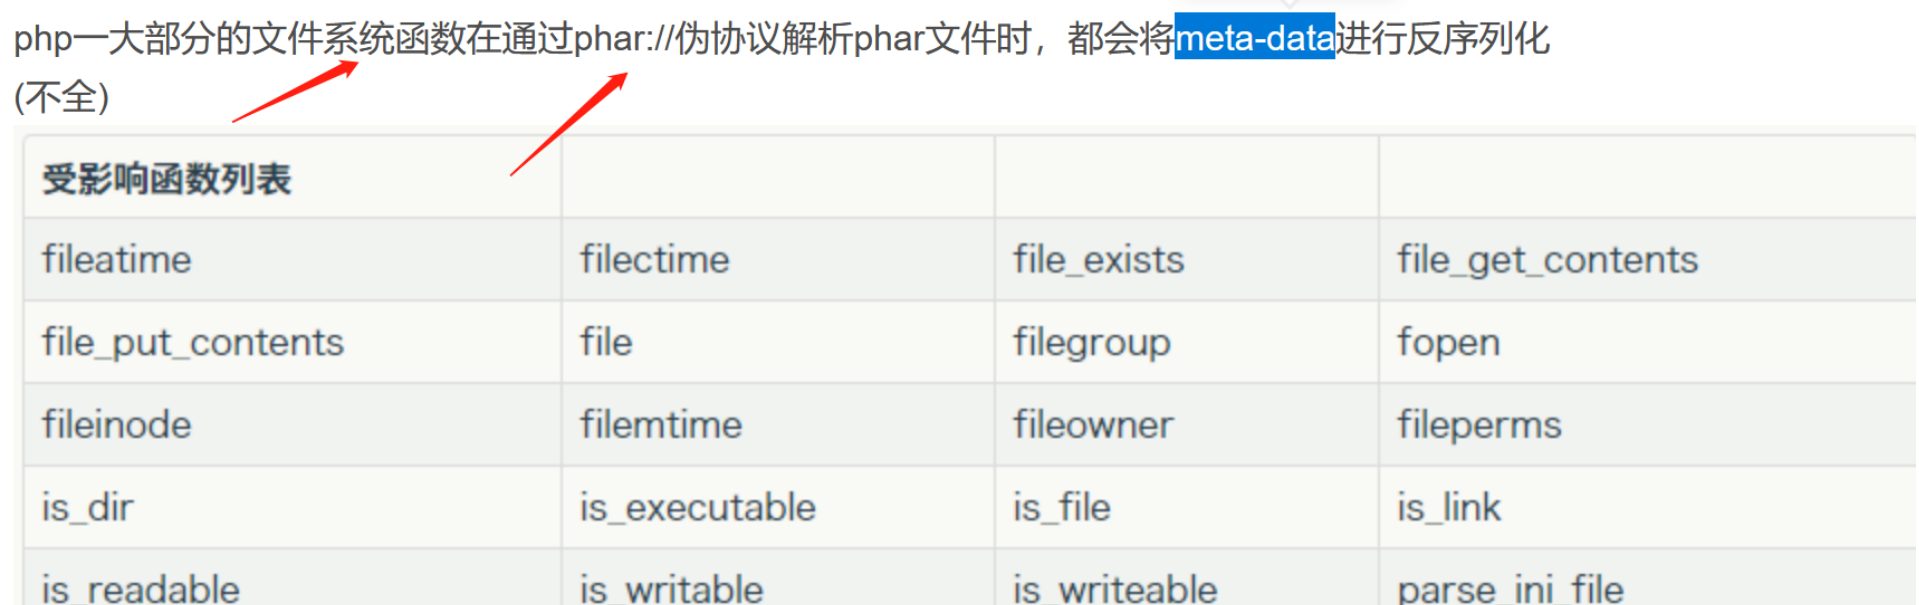 php一大部分的文件系统函数在通过phar://伪协议解析phar文件时，都会将meta-data进行反序列化
(不全)
受影响函数列表
fileatime filectime file_exists file_get_contents
file_put_contents file filegroup fopen
fileinode filemtime fileowner fileperms
is_dir is_executable is_file is_link
is_readable is_writable is_writeable parse_ini_file